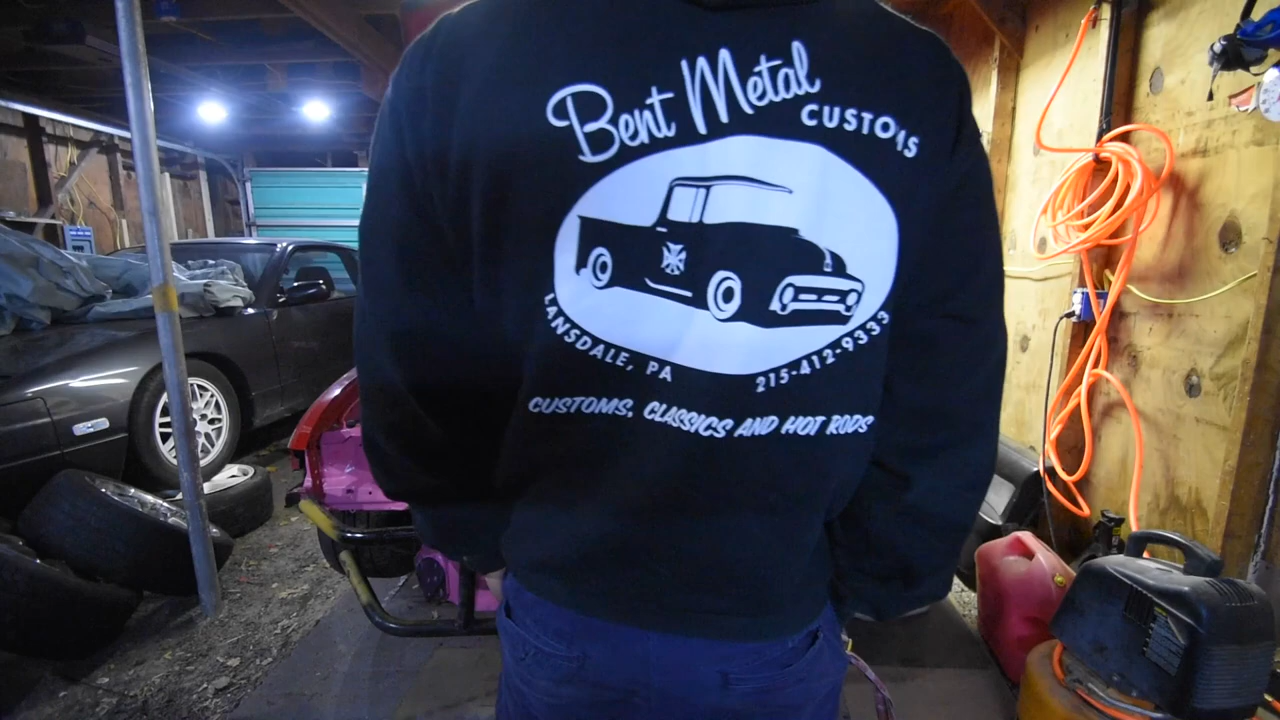 Bent Metal
CUSTOMS
LANSDALE, PA
215-412-9333
CUSTOMS, CLASSICS AND HOT RODS